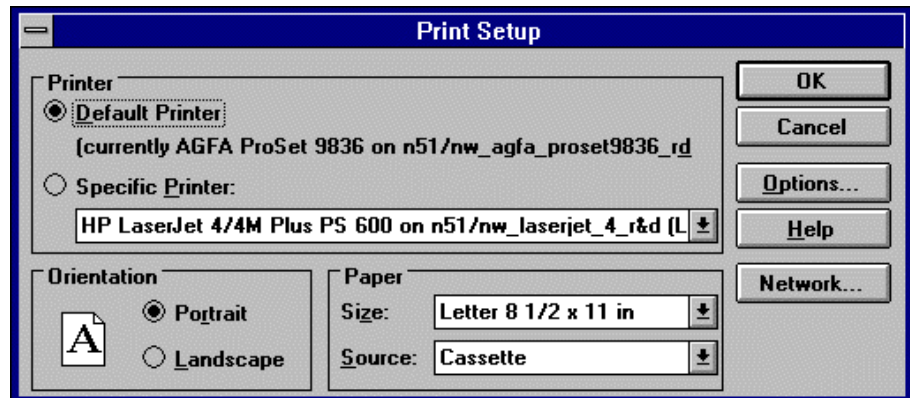 Print Setup
Printer
Default Printer
(currently AGFA ProSet 9836 on n51/nw_agfa_proset9836_rd
Specific Printer:
HP LaserJet 4/4M Plus PS 600 on n51/nw_laserjet_4_r&d (L
OK
Cancel
Options...
Help
Network...
Orientation
A
Portrait
Landscape
Paper
Size: Letter 8 1/2 x 11 in
Source: Cassette